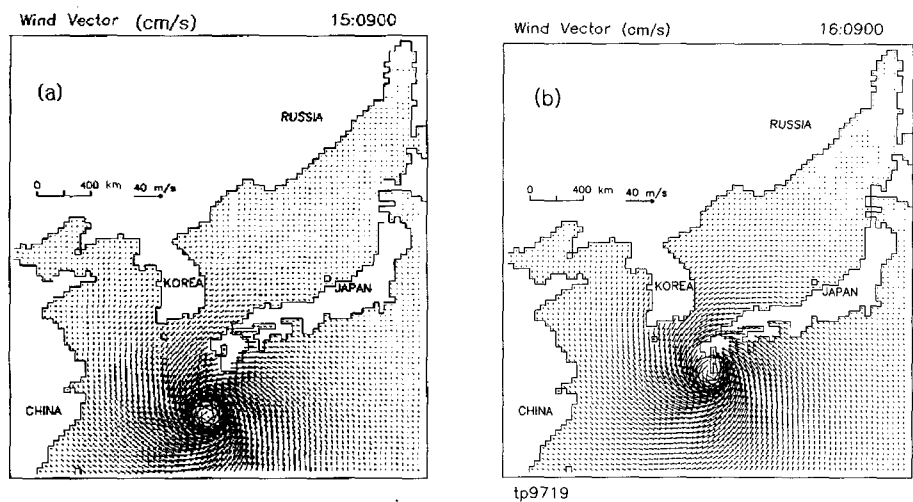 Wind Vector (cm/s) 15:0900
(a)
RUSSIA
0 400 km 40 m/s
KOREA
JAPAN
CHINA
Wind Vector (cm/s) 16:0900
(b)
RUSSIA
0 400 km 40 m/s
KOREA
JAPAN
CHINA
tp9719